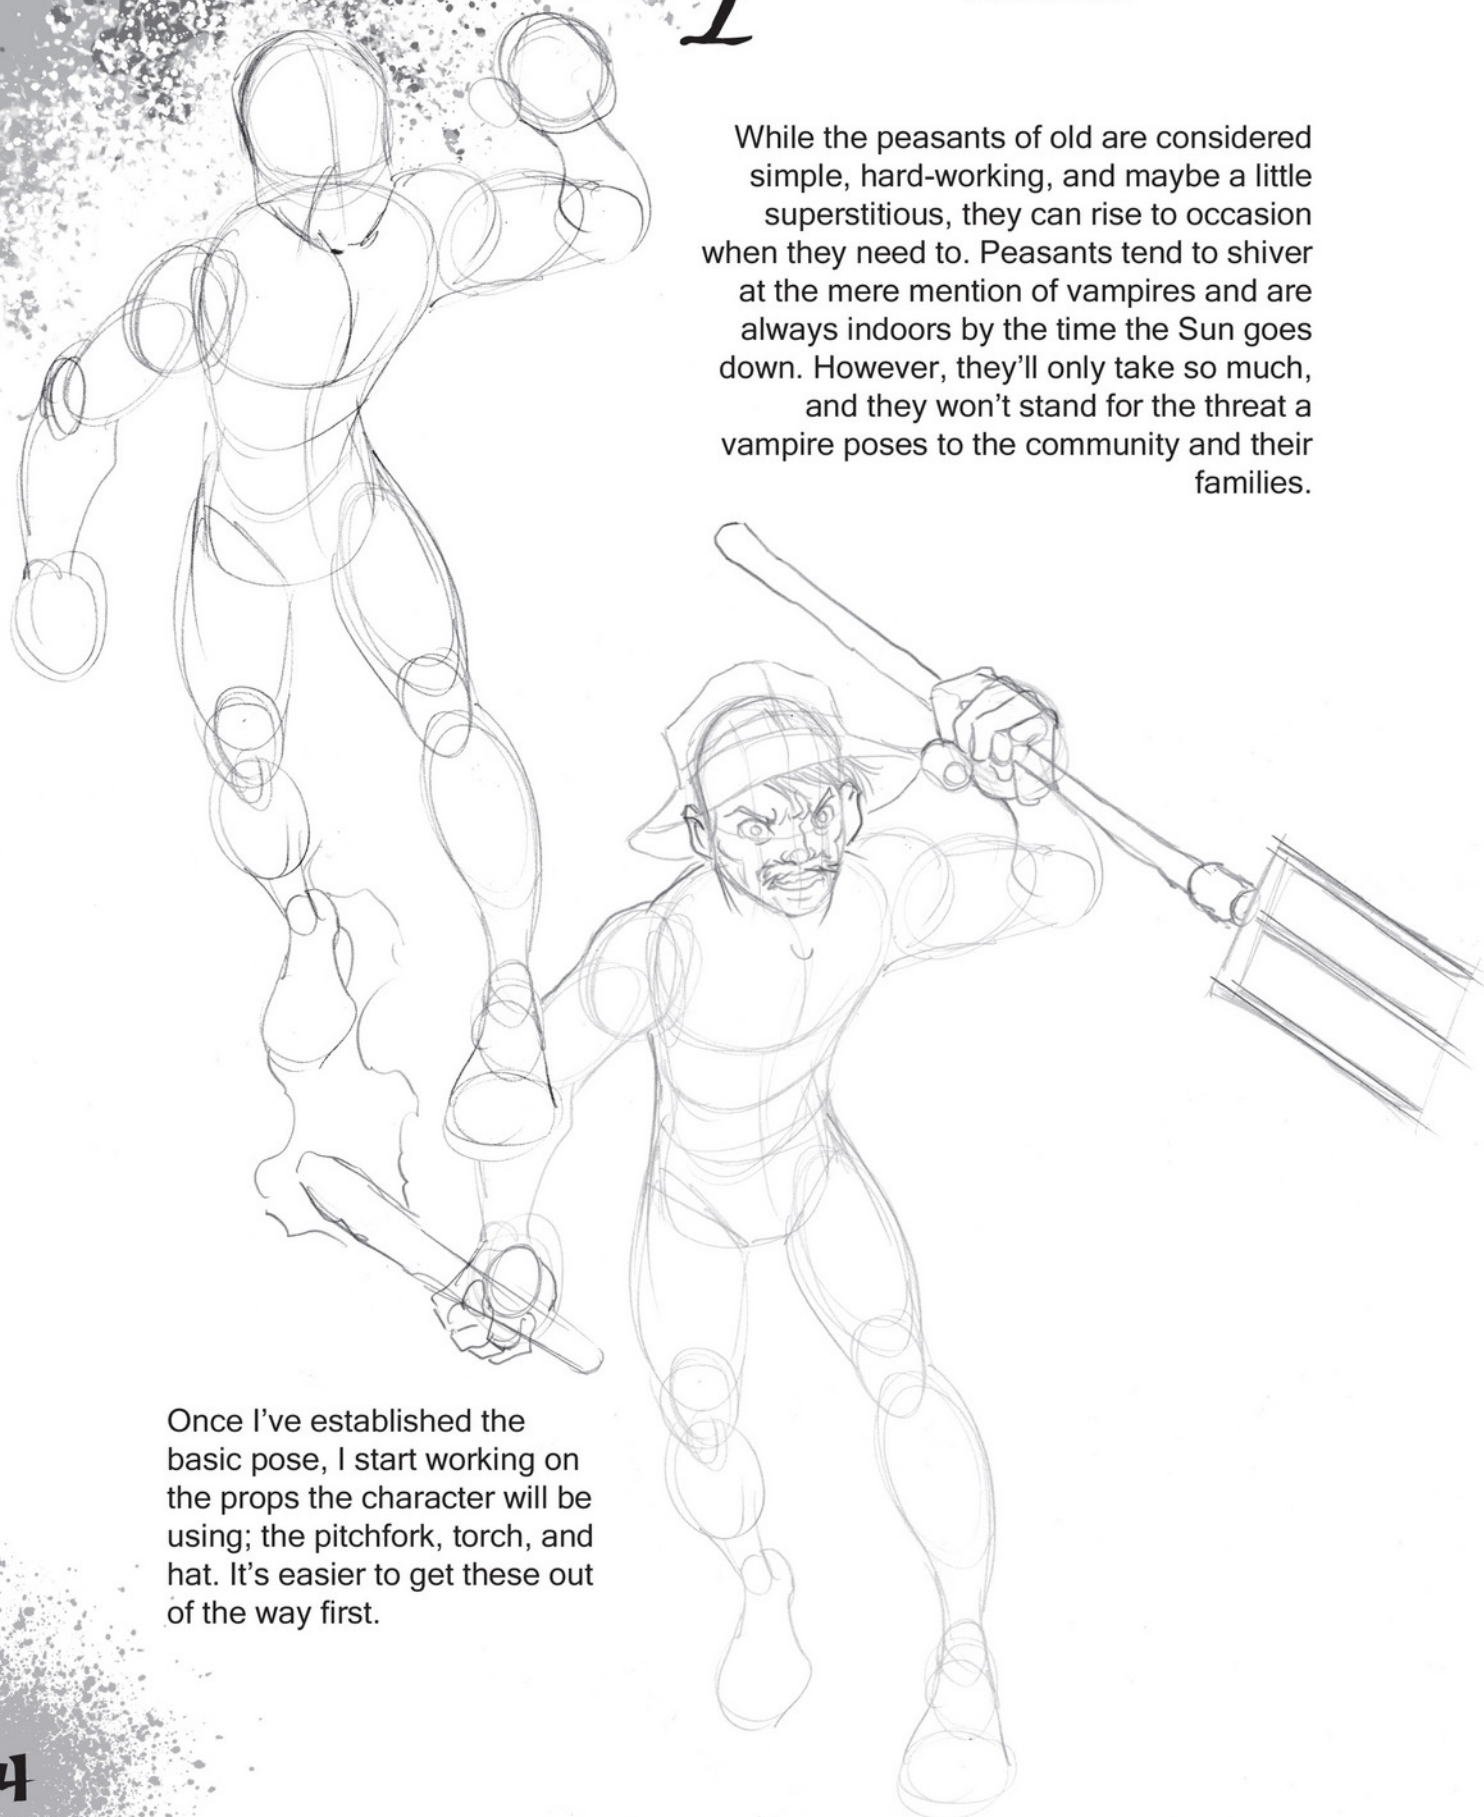 While the peasants of old are considered
simple, hard-working, and maybe a little
superstitious, they can rise to occasion
when they need to. Peasants tend to shiver
at the mere mention of vampires and are
always indoors by the time the Sun goes
down. However, they’ll only take so much,
and they won’t stand for the threat a
vampire poses to the community and their
families.
Once I’ve established the
basic pose, I start working on
the props the character will be
using; the pitchfork, torch, and
hat. It’s easier to get these out
of the way first.
4